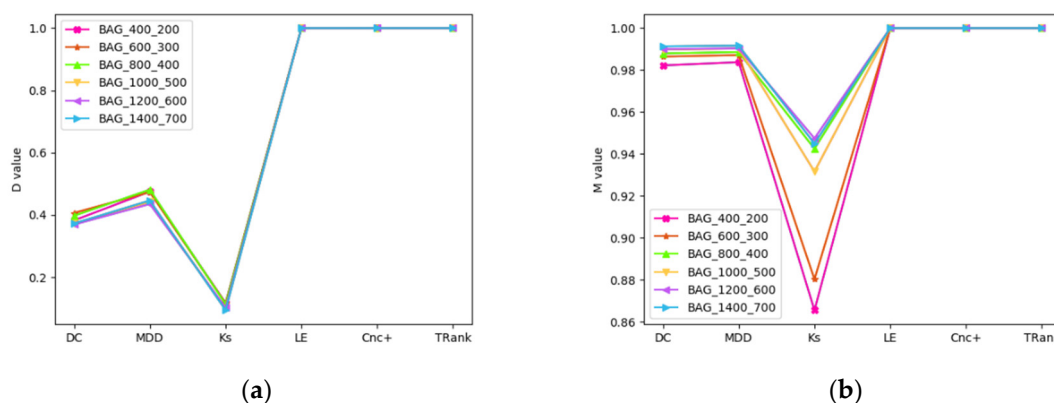 1.0
0.8
0.6
0.4
0.2
D value
BAG_400_200
BAG_600_300
BAG_800_400
BAG_1000_500
BAG_1200_600
BAG_1400_700
DC MDD Ks LE Cnc+ TRank
(a)
1.00
0.98
0.96
0.94
0.92
0.90
0.88
0.86
M value
BAG_400_200
BAG_600_300
BAG_800_400
BAG_1000_500
BAG_1200_600
BAG_1400_700
DC MDD Ks LE Cnc+ TRan
(b)